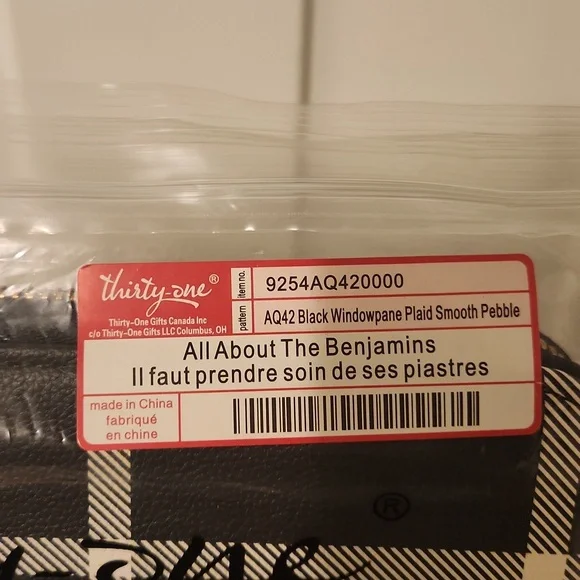 thirty-one®
Thirty-One Gifts Canada Inc
c/o Thirty-One Gifts LLC Columbus, OH
item no.
9254AQ420000
pattern
AQ42 Black Windowpane Plaid Smooth Pebble
All About The Benjamins
Il faut prendre soin de ses piastres
made in China
fabriqué
en chine
®